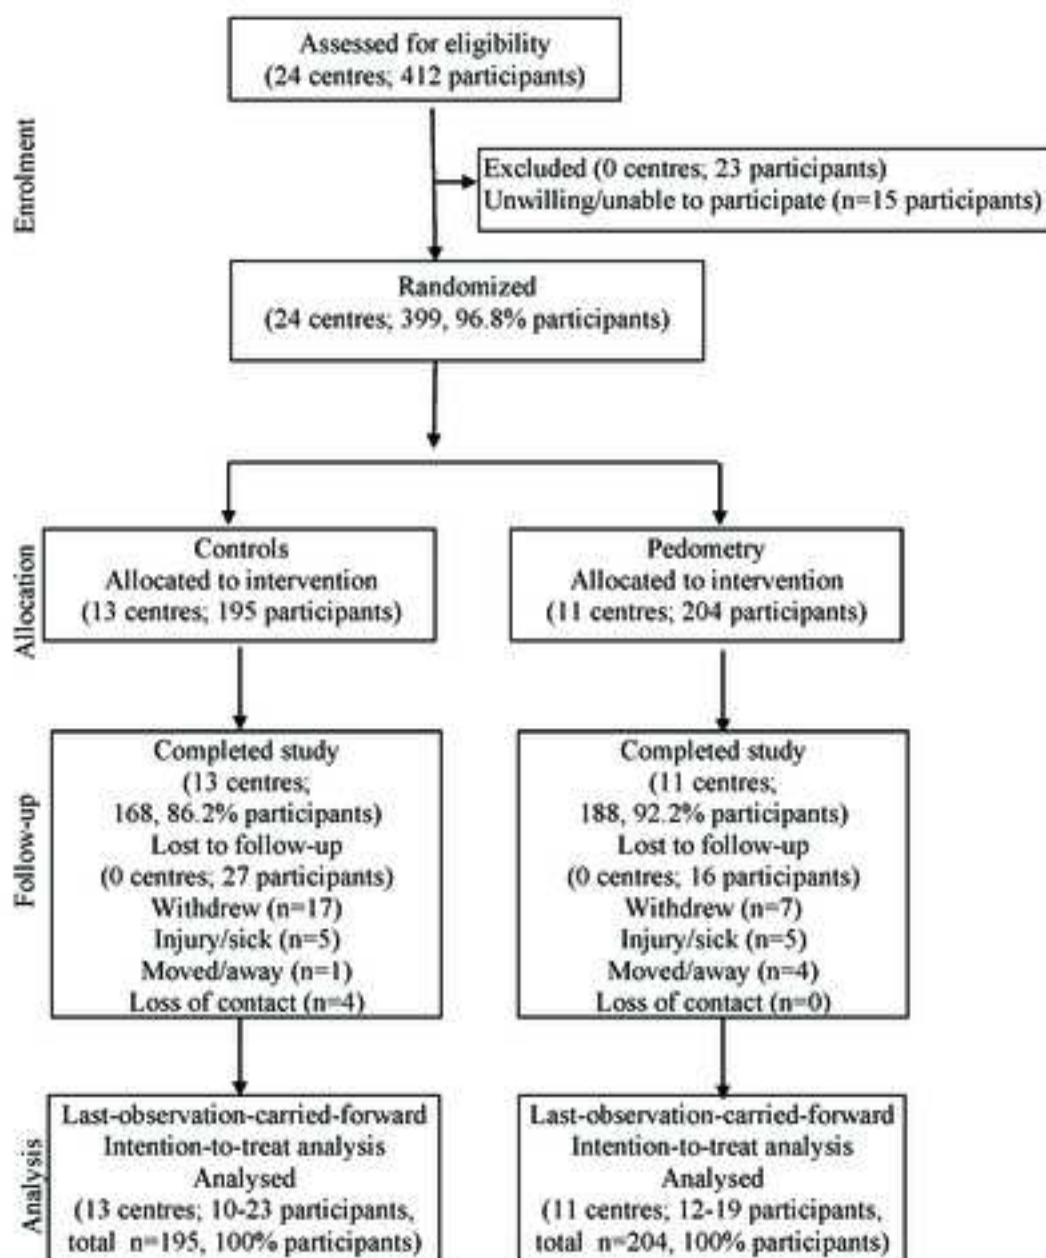 Assessed for eligibility
(24 centres; 412 participants)
Enrolment
Excluded (0 centres; 23 participants)
Unwilling/unable to participate (n=15 participants)
Randomized
(24 centres; 399, 96.8% participants)
Allocation
Controls
Allocated to intervention
(13 centres; 195 participants)
Pedometry
Allocated to intervention
(11 centres; 204 participants)
Follow-up
Completed study
(13 centres;
168, 86.2% participants)
Lost to follow-up
(0 centres; 27 participants)
Withdrew (n=17)
Injury/sick (n=5)
Moved/away (n=1)
Loss of contact (n=4)
Completed study
(11 centres;
188, 92.2% participants)
Lost to follow-up
(0 centres; 16 participants)
Withdrew (n=7)
Injury/sick (n=5)
Moved/away (n=4)
Loss of contact (n=0)
Analysis
Last-observation-carried-forward
Intention-to-treat analysis
Analysed
(13 centres; 10-23 participants,
total n=195, 100% participants)
Last-observation-carried-forward
Intention-to-treat analysis
Analysed
(11 centres; 12-19 participants,
total n=204, 100% participants)